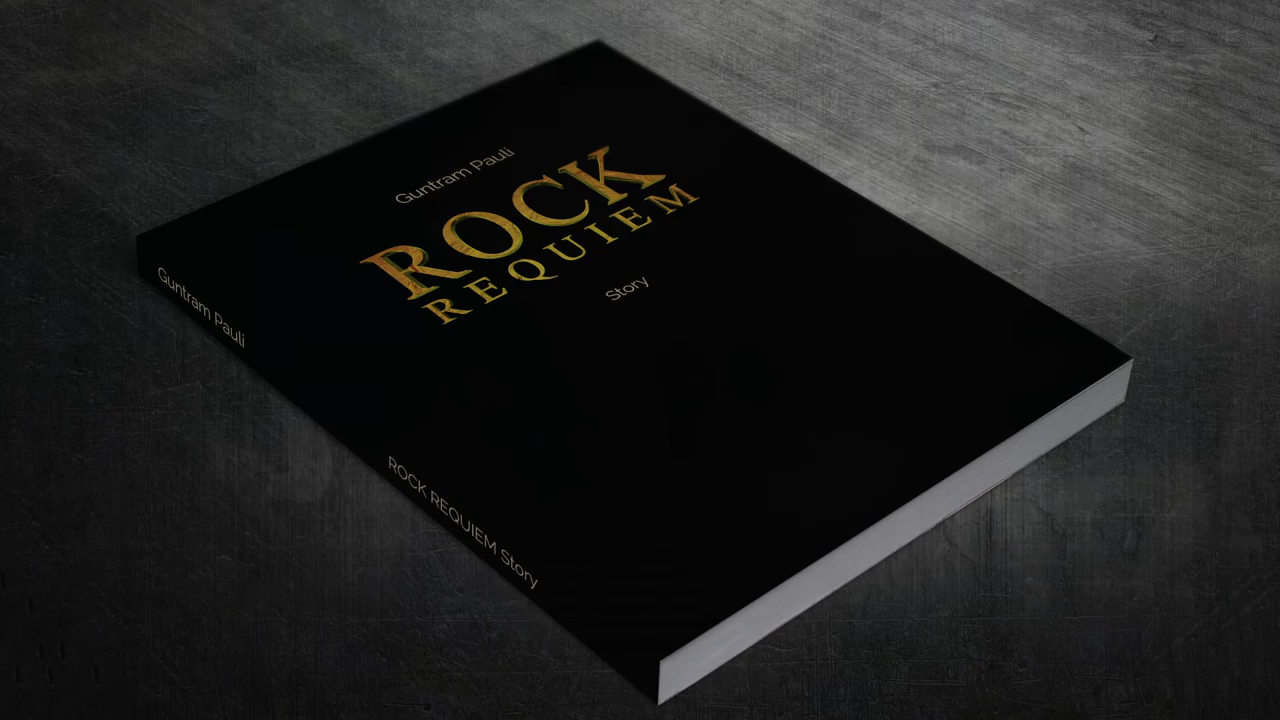 Guntram Pauli
ROCK
REQUIEM
Story
Guntram Pauli
ROCK REQUIEM Story